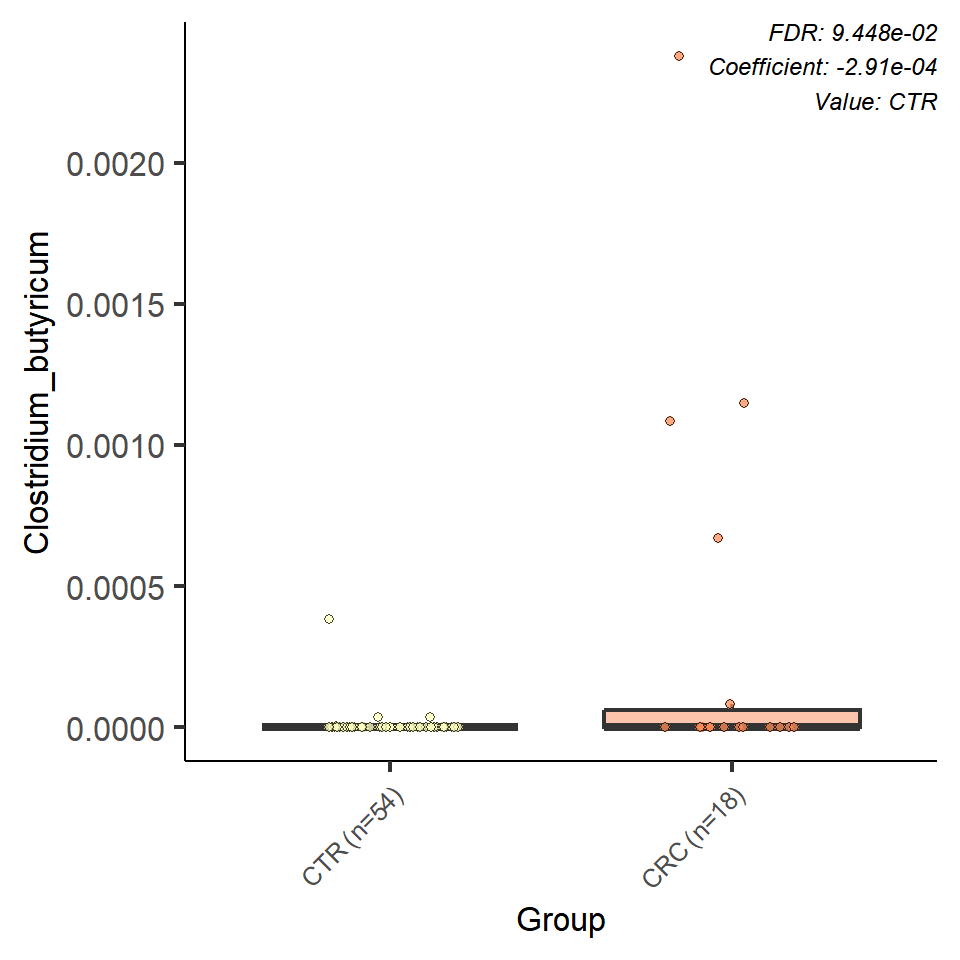 FDR: 9.448e-02
Coefficient: -2.91e-04
Value: CTR
Clostridium_butyricum
0.0020
0.0015
0.0010
0.0005
0.0000
CTR (n=54)
CRC (n=18)
Group